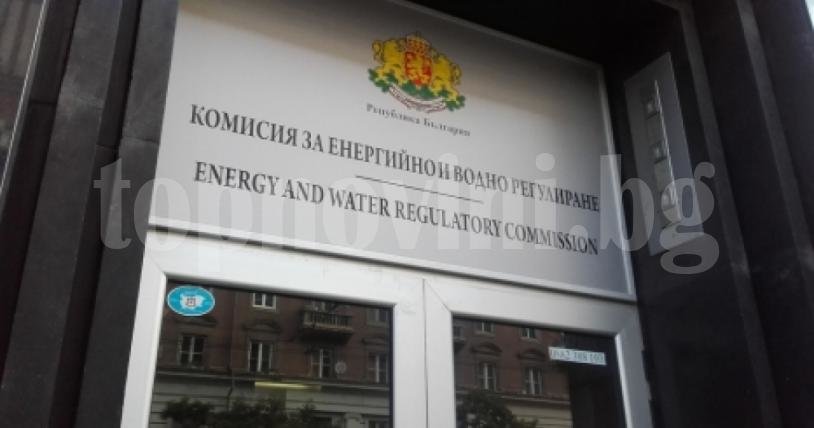 Република България
КОМИСИЯ ЗА ЕНЕРГИЙНО И ВОДНО РЕГУЛИРАНЕ
ENERGY AND WATER REGULATORY COMMISSION
topnovini.bg